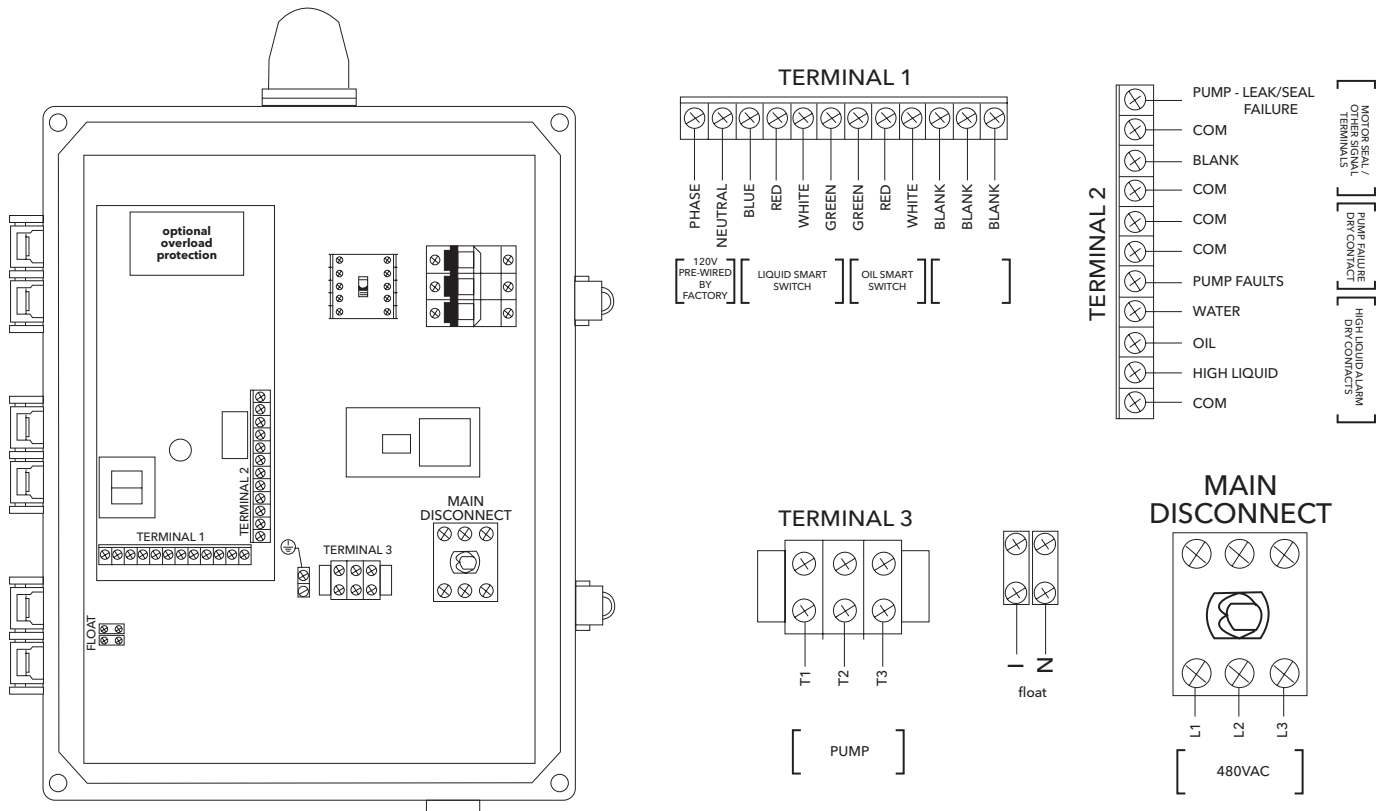 optional
overload
protection
TERMINAL 2
TERMINAL 1
MAIN
DISCONNECT
TERMINAL 3
FLOAT
TERMINAL 1
PHASE
NEUTRAL
BLUE
RED
WHITE
GREEN
GREEN
RED
WHITE
BLANK
BLANK
BLANK
120V
PRE-WIRED
BY
FACTORY
LIQUID SMART
SWITCH
OIL SMART
SWITCH
TERMINAL 2
PUMP - LEAK/SEAL
FAILURE
COM
BLANK
COM
COM
COM
PUMP FAULTS
WATER
OIL
HIGH LIQUID
COM
MOTOR SEAL /
OTHER SIGNAL
TERMINALS
PUMP FAILURE
DRY CONTACT
HIGH LIQUID ALARM
DRY CONTACTS
TERMINAL 3
T1
T2
T3
PUMP
I
N
float
MAIN
DISCONNECT
L1
L2
L3
480VAC